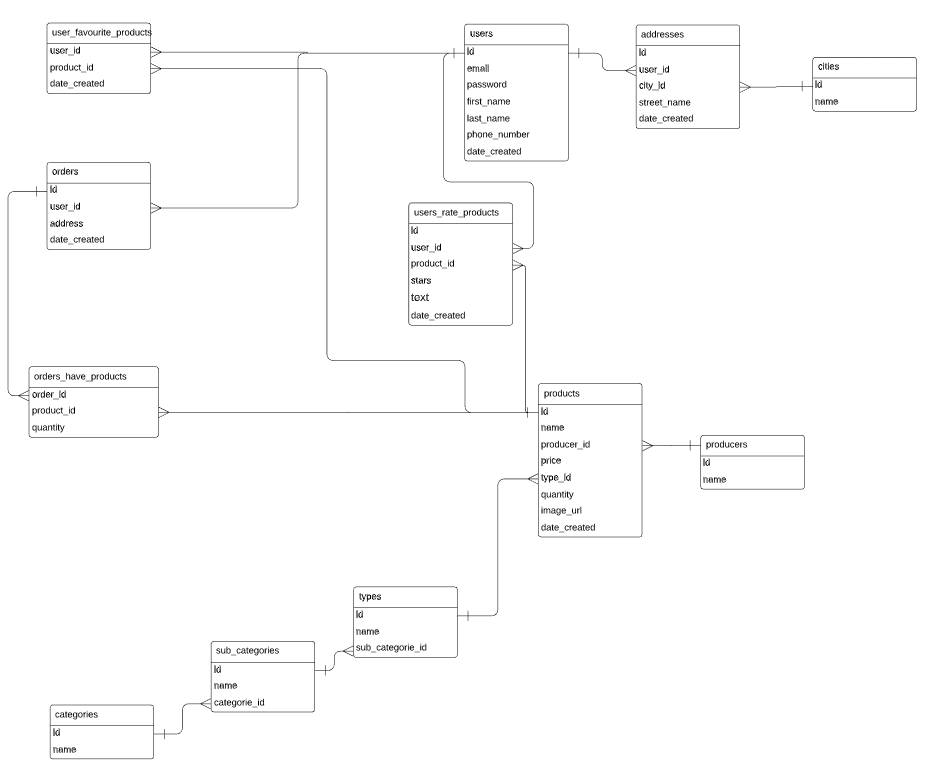 user_favourite_products
user_id
product_id
date_created
users
id
email
password
first_name
last_name
phone_number
date_created
addresses
id
user_id
city_id
street_name
date_created
cities
id
name
orders
id
user_id
address
date_created
users_rate_products
id
user_id
product_id
stars
text
date_created
orders_have_products
order_id
product_id
quantity
products
id
name
producer_id
price
type_id
quantity
image_url
date_created
producers
id
name
types
id
name
sub_categorie_id
sub_categories
id
name
categorie_id
categories
id
name